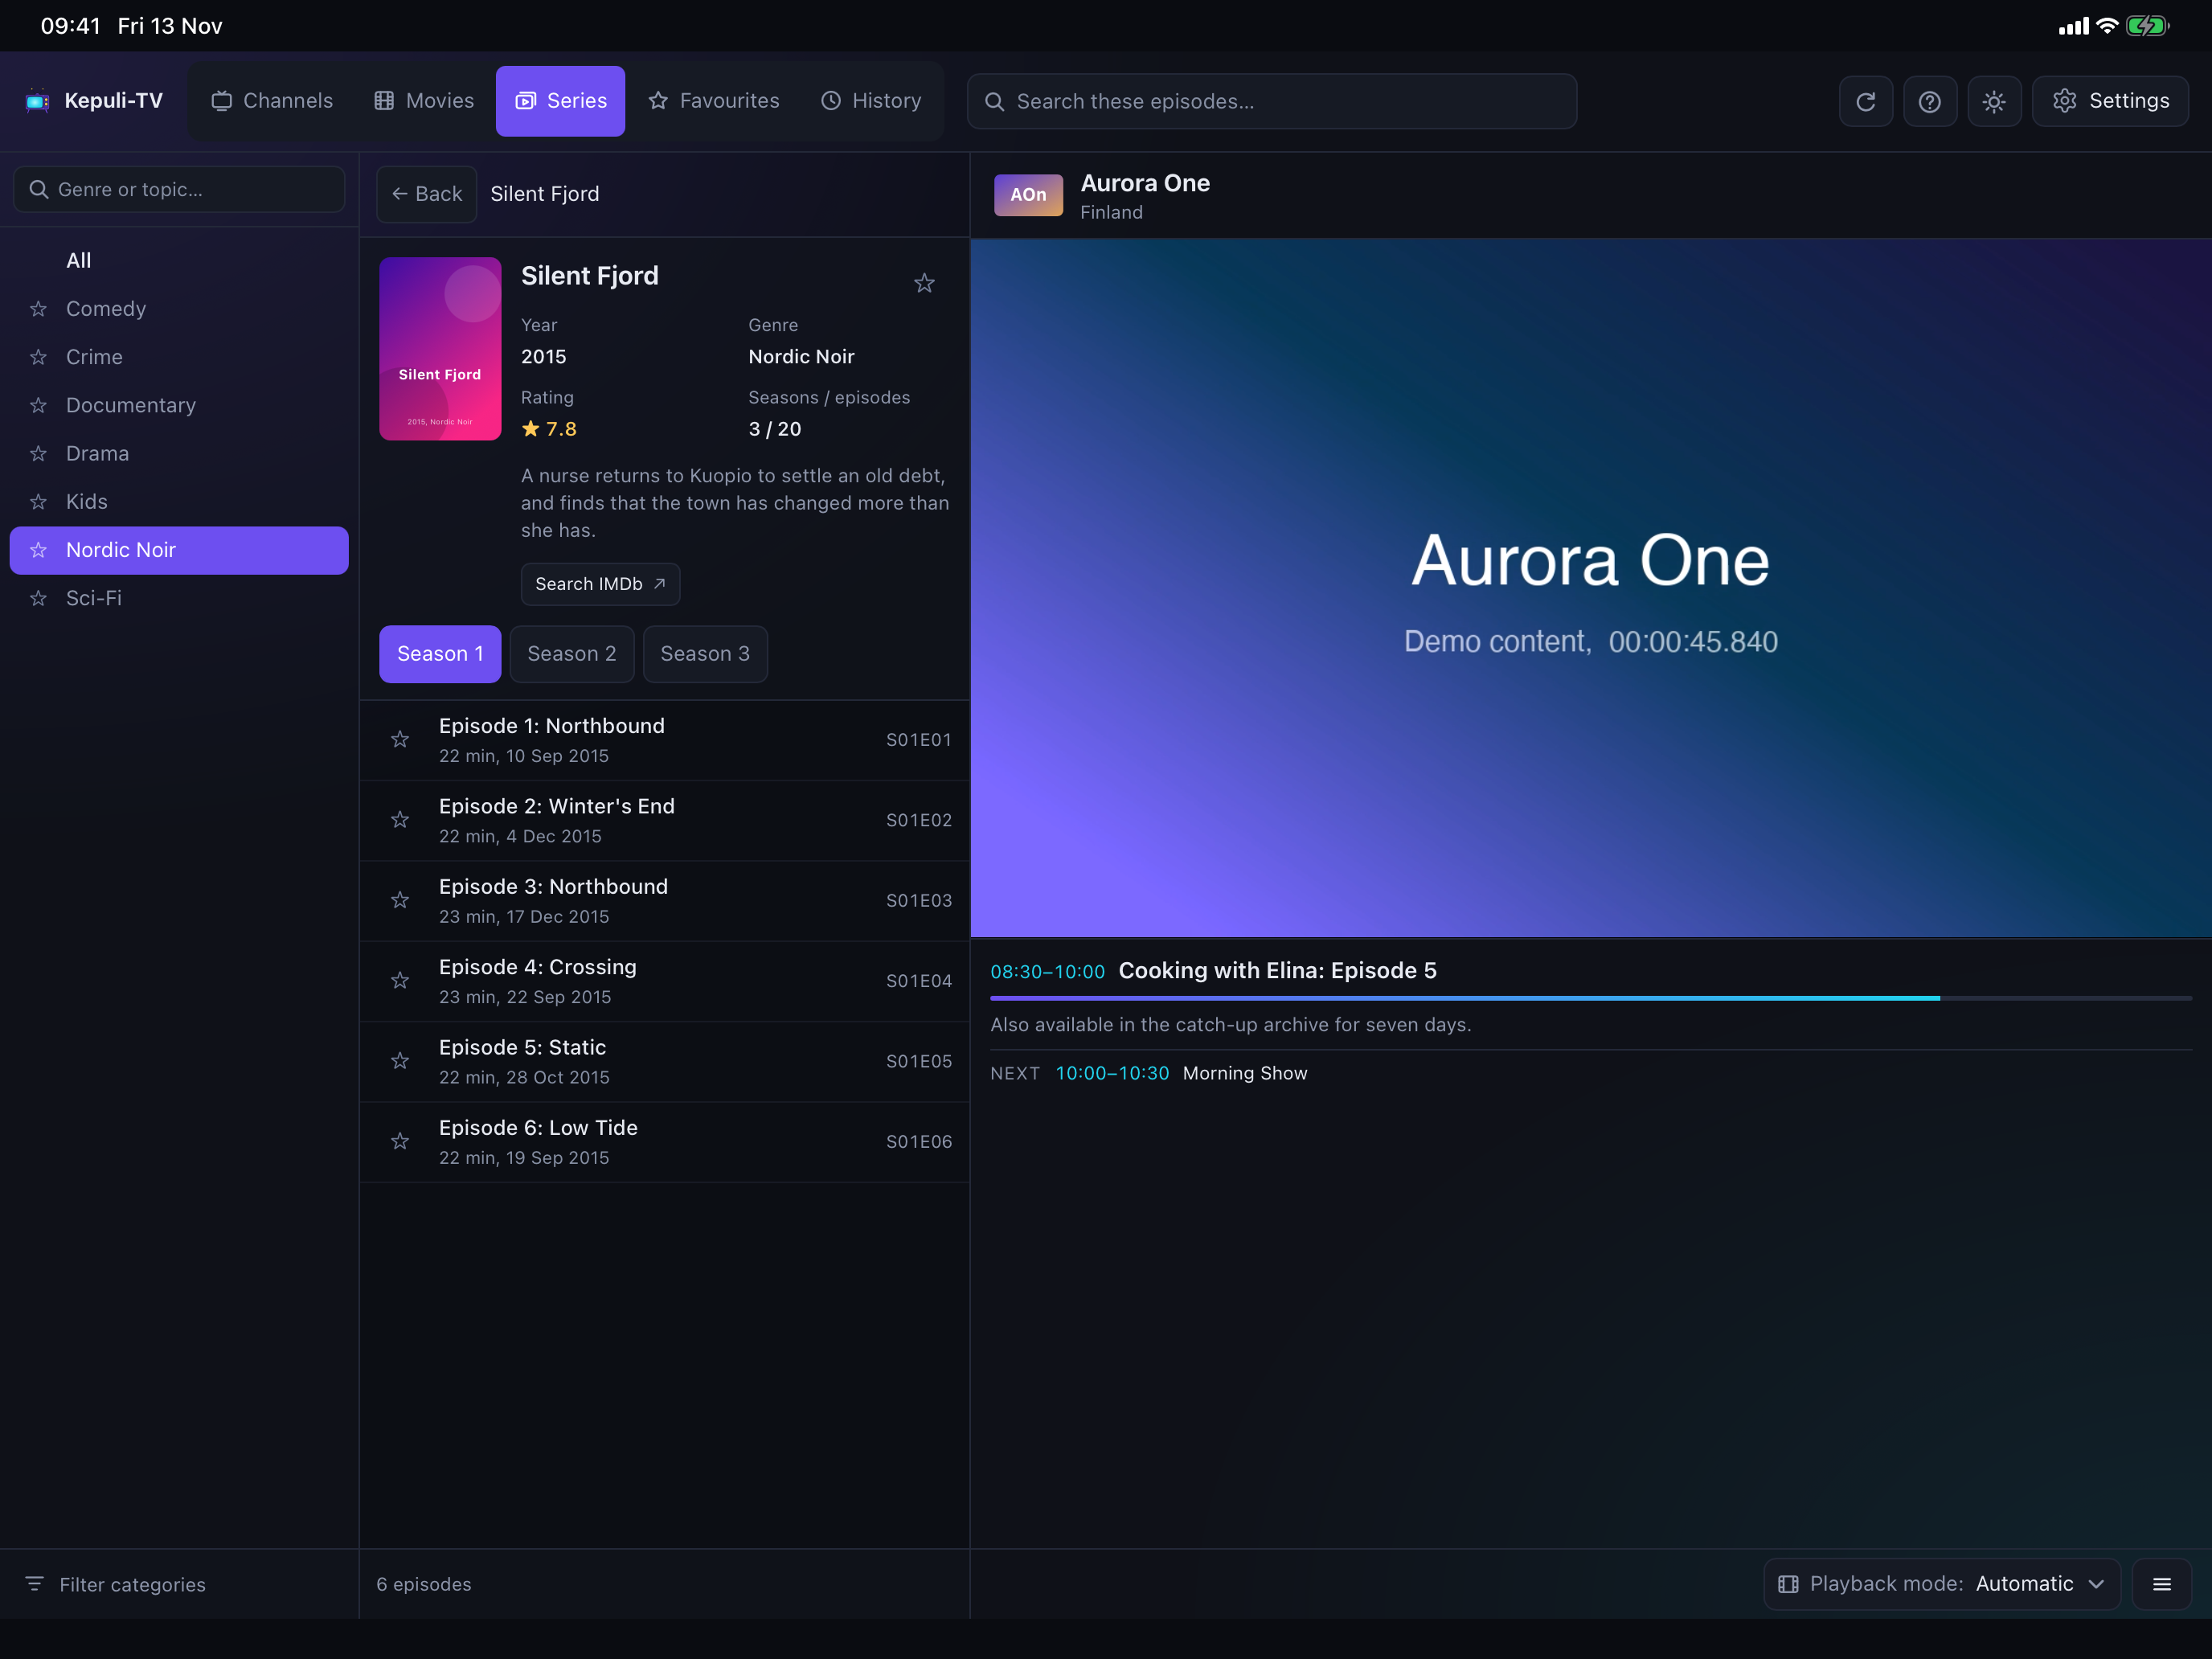 09:41 Fri 13 Nov
Kepuli-TV Channels Movies Series Favourites History Search these episodes... Settings
Genre or topic...
All
Comedy
Crime
Documentary
Drama
Kids
Nordic Noir
Sci-Fi
Filter categories
← Back Silent Fjord
Silent Fjord
2015, Nordic Noir
Silent Fjord
Year Genre
2015 Nordic Noir
Rating Seasons / episodes
★ 7.8 3 / 20
A nurse returns to Kuopio to settle an old debt,
and finds that the town has changed more than
she has.
Search IMDb ↗
Season 1 Season 2 Season 3
Episode 1: Northbound
22 min, 10 Sep 2015
S01E01
Episode 2: Winter's End
22 min, 4 Dec 2015
S01E02
Episode 3: Northbound
23 min, 17 Dec 2015
S01E03
Episode 4: Crossing
23 min, 22 Sep 2015
S01E04
Episode 5: Static
22 min, 28 Oct 2015
S01E05
Episode 6: Low Tide
22 min, 19 Sep 2015
S01E06
6 episodes
AOn
Aurora One
Finland
Aurora One
Demo content, 00:00:45.840
08:30–10:00 Cooking with Elina: Episode 5
Also available in the catch-up archive for seven days.
NEXT 10:00–10:30 Morning Show
Playback mode: Automatic